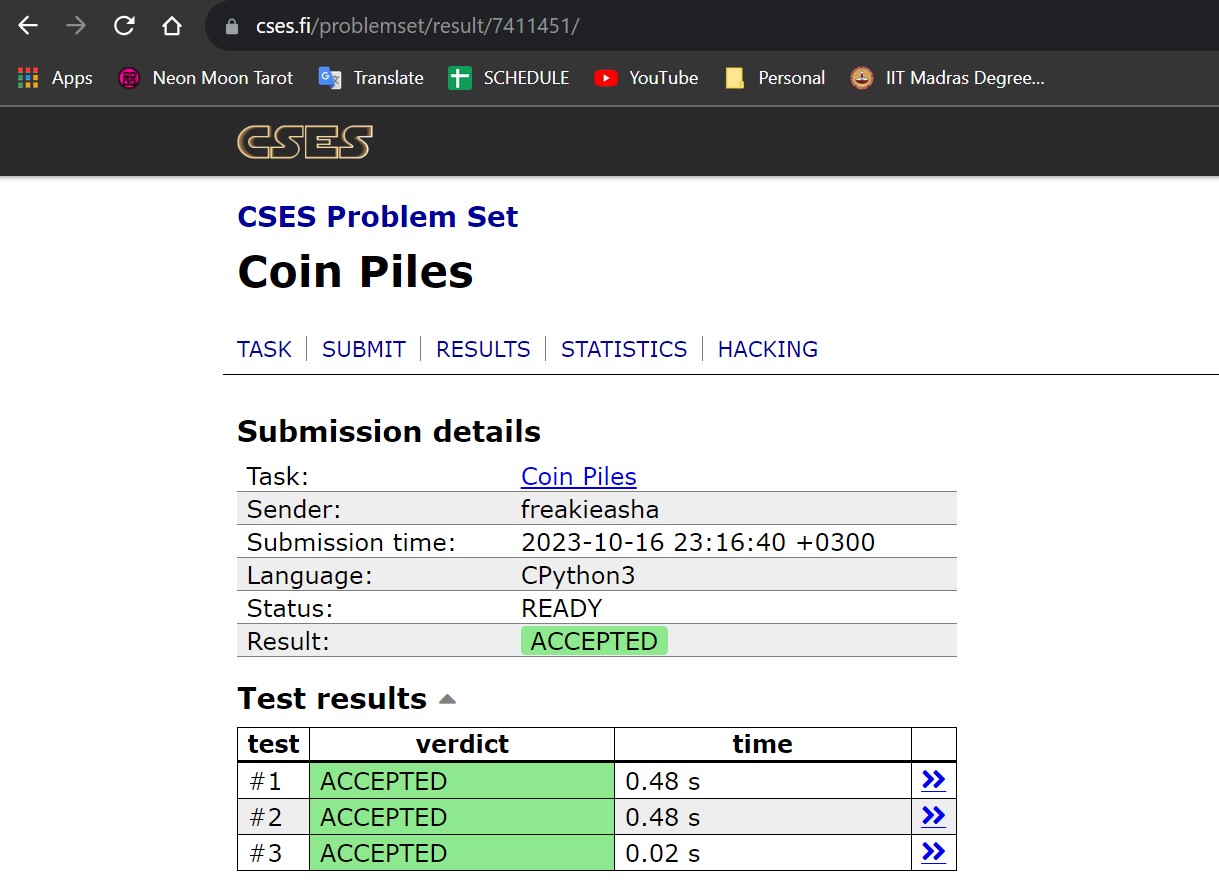 cses.fi/problemset/result/7411451/
Apps Neon Moon Tarot Translate SCHEDULE YouTube Personal IIT Madras Degree...
CSES
CSES Problem Set
Coin Piles
TASK SUBMIT RESULTS STATISTICS HACKING
Submission details
Task: Coin Piles
Sender: freakieasha
Submission time: 2023-10-16 23:16:40 +0300
Language: CPython3
Status: READY
Result: ACCEPTED
Test results
test verdict time
#1 ACCEPTED 0.48 s
#2 ACCEPTED 0.48 s
#3 ACCEPTED 0.02 s